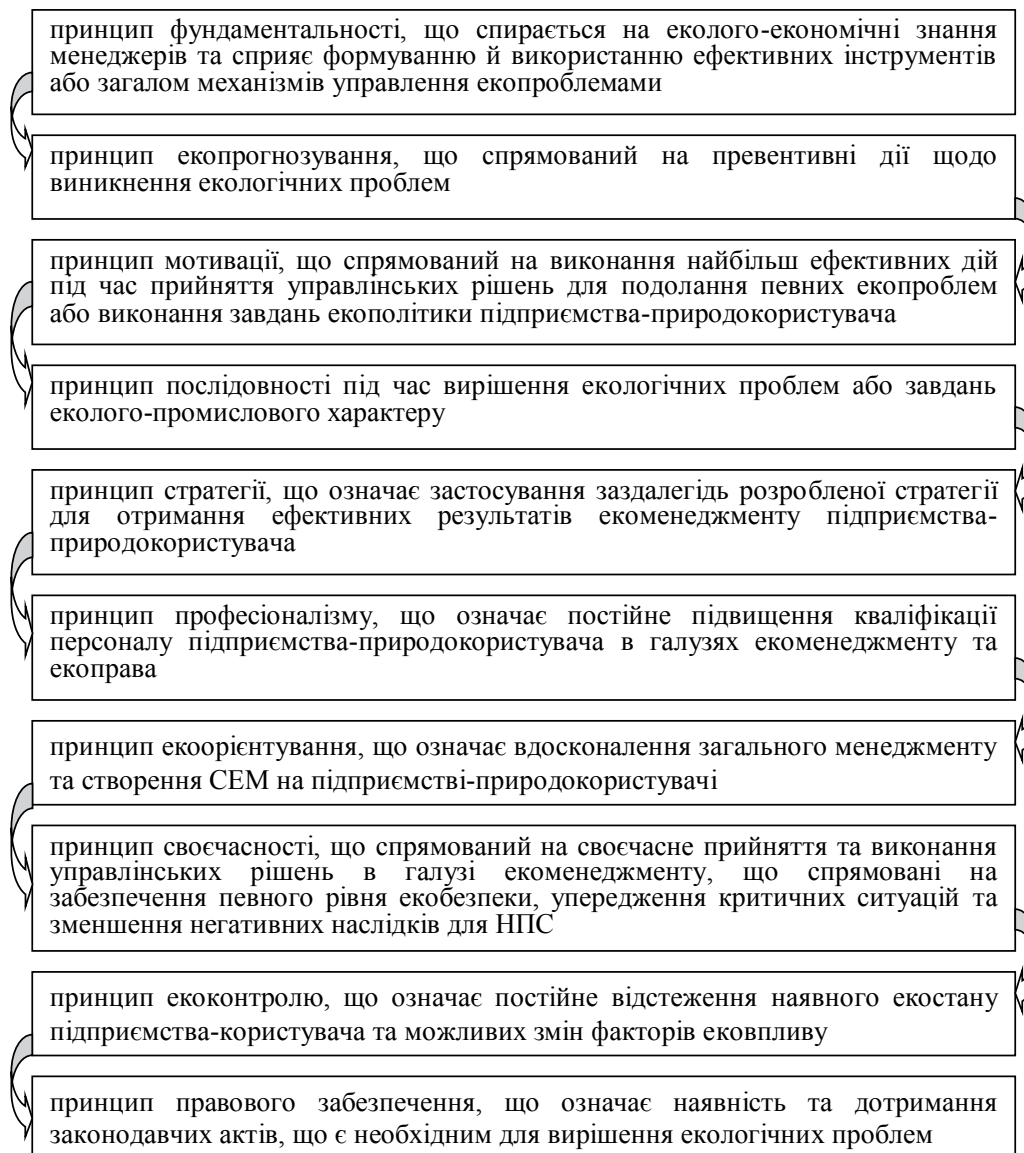 принцип фундаментальності, що спирається на еколого-економічні знання
менеджерів та сприяє формуванню й використанню ефективних інструментів
або загалом механізмів управління екопроблемами
принцип екопрогнозування, що спрямований на превентивні дії щодо
виникнення екологічних проблем
принцип мотивації, що спрямований на виконання найбільш ефективних дій
під час прийняття управлінських рішень для подолання певних екопроблем
або виконання завдань екополітики підприємства-природокористувача
принцип послідовності під час вирішення екологічних проблем або завдань
еколого-промислового характеру
принцип стратегії, що означає застосування заздалегідь розробленої стратегії
для отримання ефективних результатів екоменеджменту підприємства-
природокористувача
принцип професіоналізму, що означає постійне підвищення кваліфікації
персоналу підприємства-природокористувача в галузях екоменеджменту та
екоправа
принцип екоорієнтування, що означає вдосконалення загального менеджменту
та створення СЕМ на підприємстві-природокористувачі
принцип своєчасності, що спрямований на своєчасне прийняття та виконання
управлінських рішень в галузі екоменеджменту, що спрямовані на
забезпечення певного рівня екобезпеки, упередження критичних ситуацій та
зменшення негативних наслідків для НПС
принцип екоконтролю, що означає постійне відстеження наявного екостану
підприємства-користувача та можливих змін факторів ековпливу
принцип правового забезпечення, що означає наявність та дотримання
законодавчих актів, що є необхідним для вирішення екологічних проблем